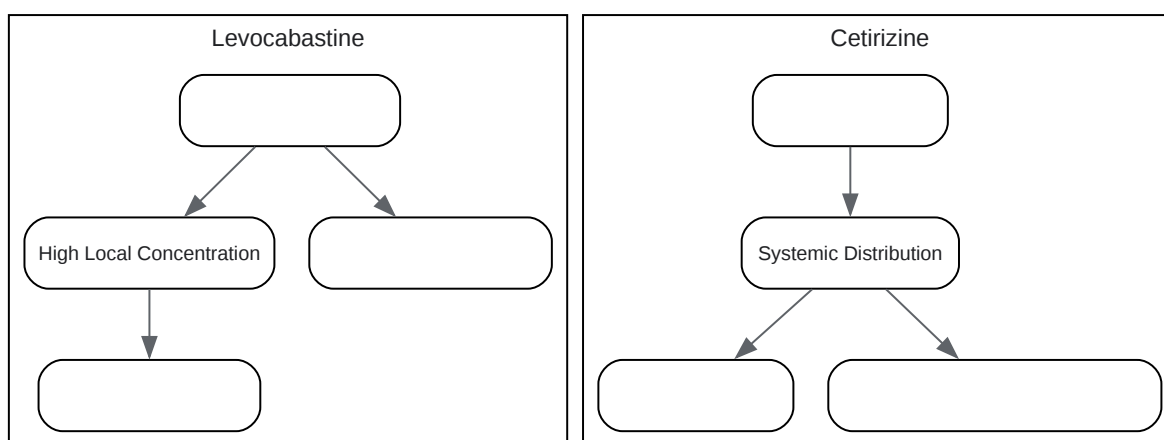 Levocabastine
Cetirizine
High Local Concentration
Systemic Distribution